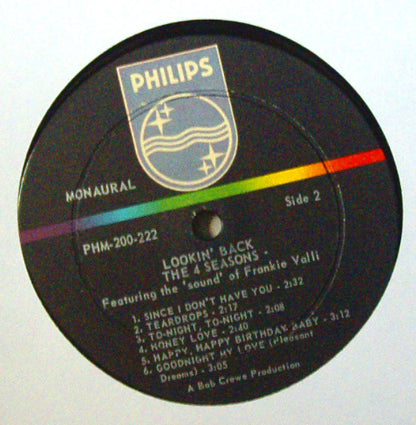 PHILIPS
MONAURAL
Side 2
PHM-200-222
LOOKIN' BACK
THE 4 SEASONS -
Featuring the 'sound' of Frankie Valli
1. SINCE I DON'T HAVE YOU - 2:32
2. TEARDROPS - 2:17
3. TO-NIGHT, TO-NIGHT - 2:08
4. HONEY LOVE - 2:40
5. HAPPY, HAPPY BIRTHDAY BABY - 3:12
6. GOODNIGHT MY LOVE (Pleasant
Dreams) - 3:05
A Bob Crewe Production